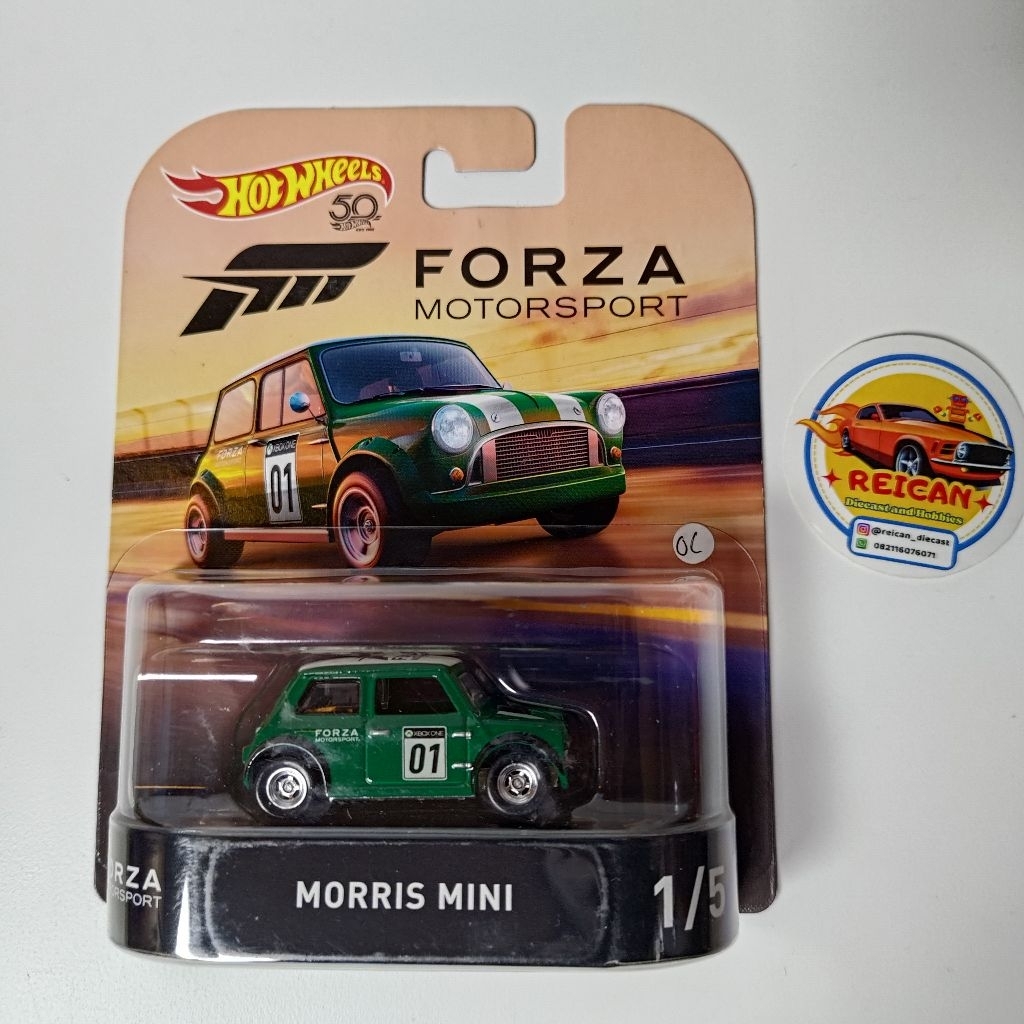 HOT WHEELS
50
FORZA
MOTORSPORT
FORZA
XBOX ONE
01
OC
REICAN
Diecast and Hobbies
@reican_diecast
082116076071
FORZA
MOTORSPORT
XBOX ONE
01
RZA
RSPORT
MORRIS MINI
1/5